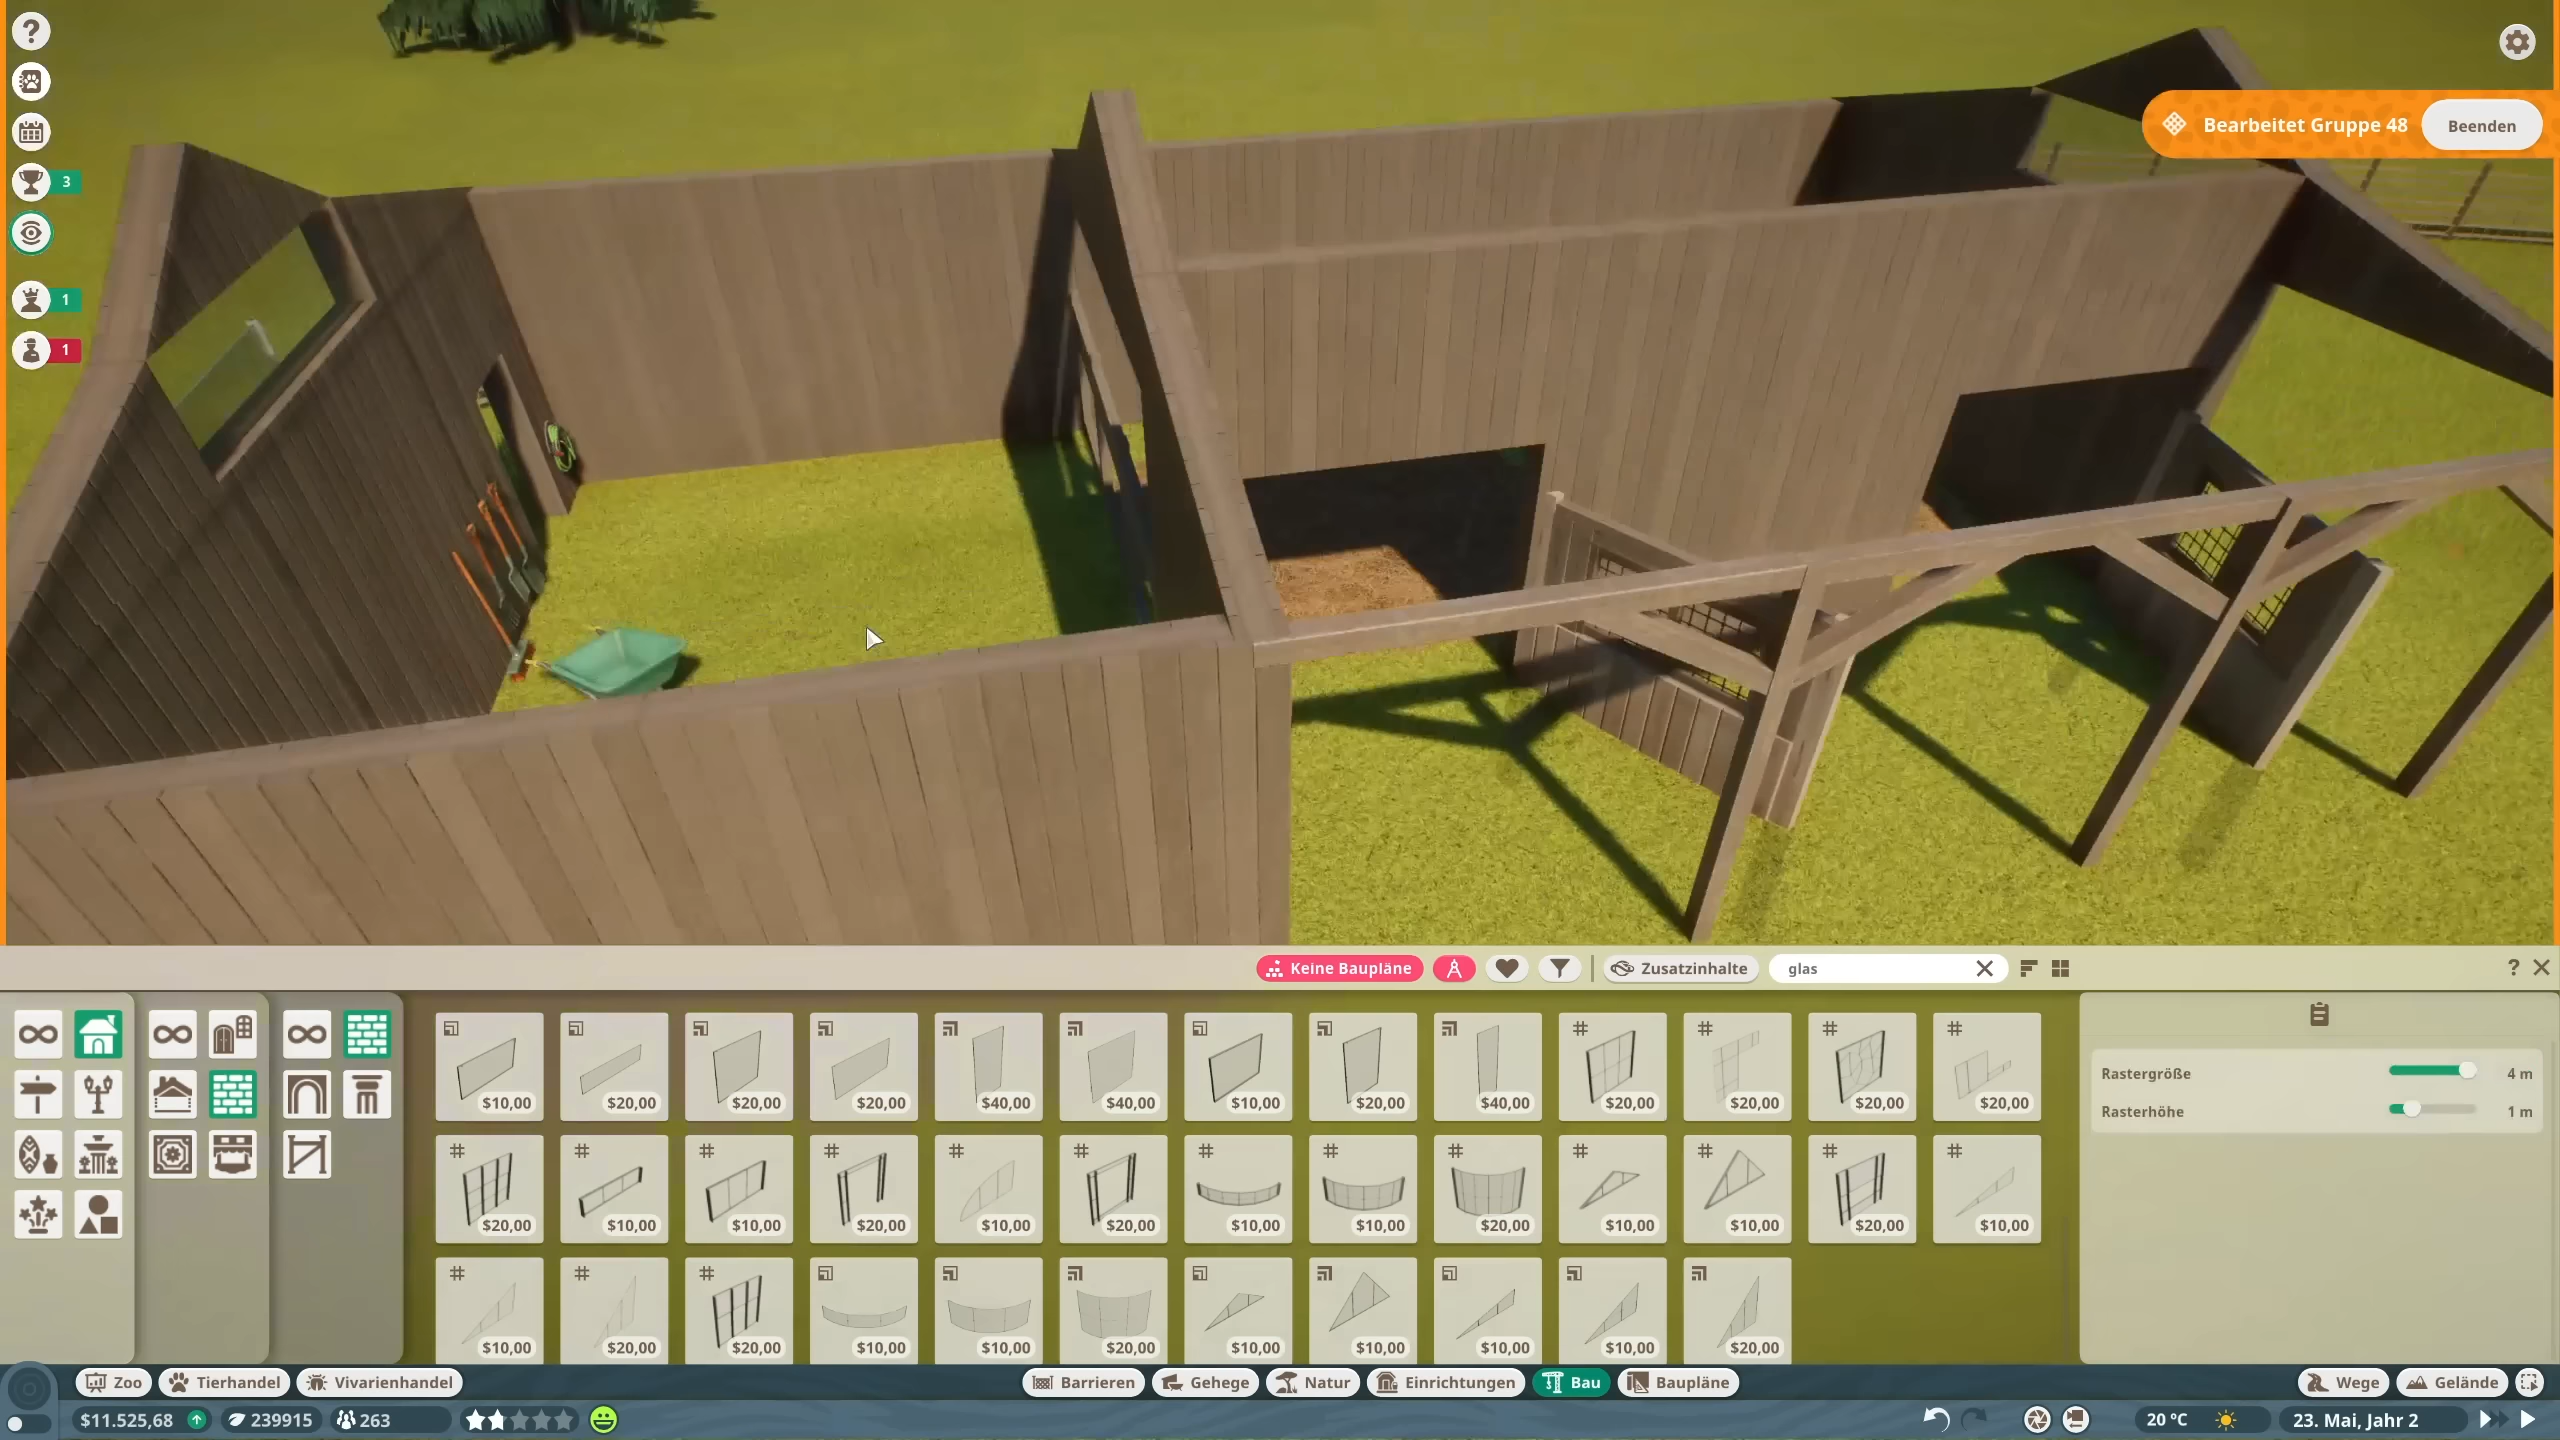 ?
3
1
1
Bearbeitet Gruppe 48
Beenden
Keine Baupläne
Zusatzinhalte
glas
?
$10,00 $20,00 $20,00 $20,00 $40,00 $40,00 $10,00 $20,00 $40,00 $20,00 $20,00 $20,00 $20,00
$20,00 $10,00 $10,00 $20,00 $10,00 $20,00 $10,00 $10,00 $20,00 $10,00 $10,00 $20,00 $10,00
$10,00 $20,00 $20,00 $10,00 $10,00 $20,00 $10,00 $10,00 $10,00 $10,00 $20,00
Rastergröße 4 m
Rasterhöhe 1 m
Zoo Tierhandel Vivarienhandel Barrieren Gehege Natur Einrichtungen Bau Baupläne Wege Gelände
$11.525,68 239915 263 20 °C 23. Mai, Jahr 2